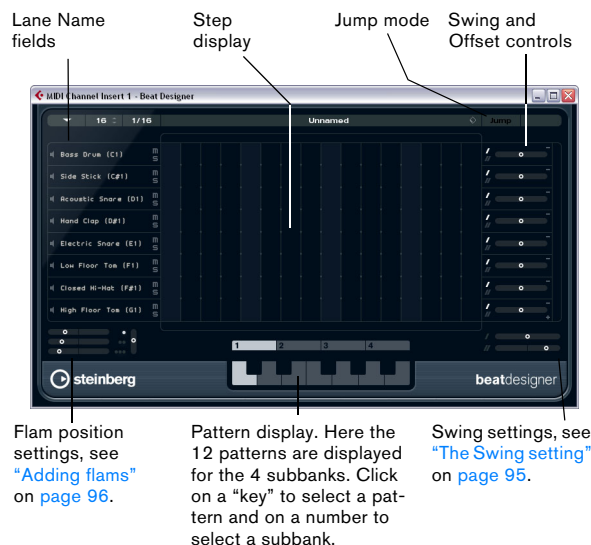 Lane Name
fields
Step
display
Jump mode
Swing and
Offset controls
MIDI Channel Insert 1 - Beat Designer
16 1/16 Unnamed Jump
Bass Drum (C1) m s
Side Stick (C#1) m s
Acoustic Snare (D1) m s
Hand Clap (D#1) m s
Electric Snare (E1) m s
Low Floor Tom (F1) m s
Closed Hi-Hat (F#1) m s
High Floor Tom (G1) m s
1 2 3 4
steinberg
beatdesigner
Flam position
settings, see
"Adding flams"
on page 96.
Pattern display. Here the
12 patterns are displayed
for the 4 subbanks. Click
on a “key” to select a pat-
tern and on a number to
select a subbank.
Swing settings, see
"The Swing setting"
on page 95.